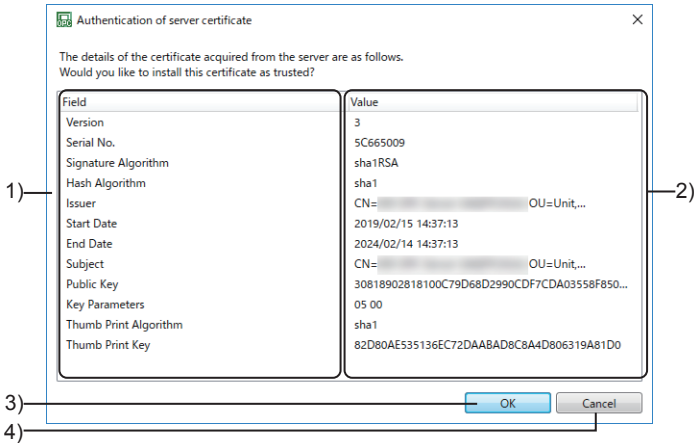 OPC
Authentication of server certificate
The details of the certificate acquired from the server are as follows.
Would you like to install this certificate as trusted?
Field Value
Version 3
Serial No. 5C665009
Signature Algorithm sha1RSA
Hash Algorithm sha1
1) Issuer CN= OU=Unit,... 2)
Start Date 2019/02/15 14:37:13
End Date 2024/02/14 14:37:13
Subject CN= OU=Unit,...
Public Key 30818902818100C79D68D2990CDF7CDA03558F850...
Key Parameters 05 00
Thumb Print Algorithm sha1
Thumb Print Key 82D80AE535136EC72DAABAD8C8A4D806319A81D0
3) OK Cancel
4)